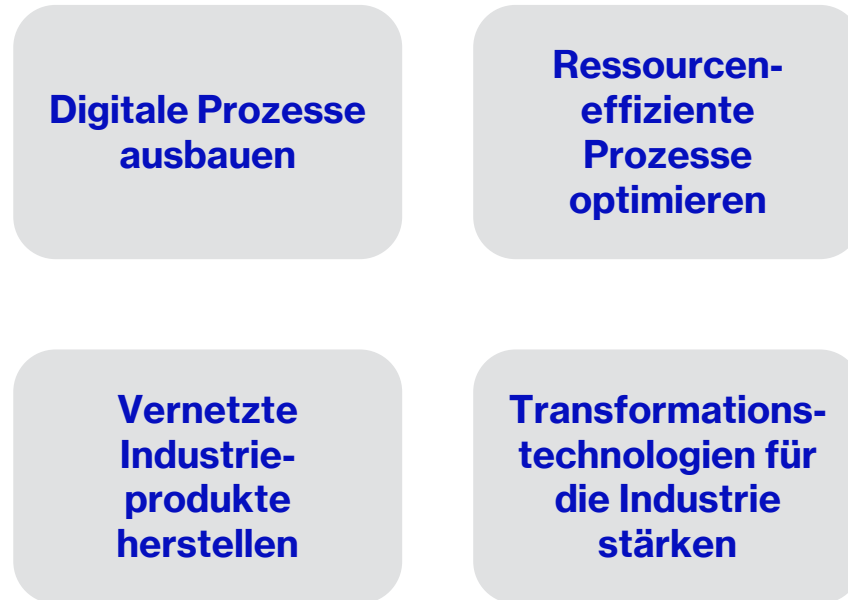 Digitale Prozesse
ausbauen
Ressourcen-
effiziente
Prozesse
optimieren
Vernetzte
Industrie-
produkte
herstellen
Transformations-
technologien für
die Industrie
stärken